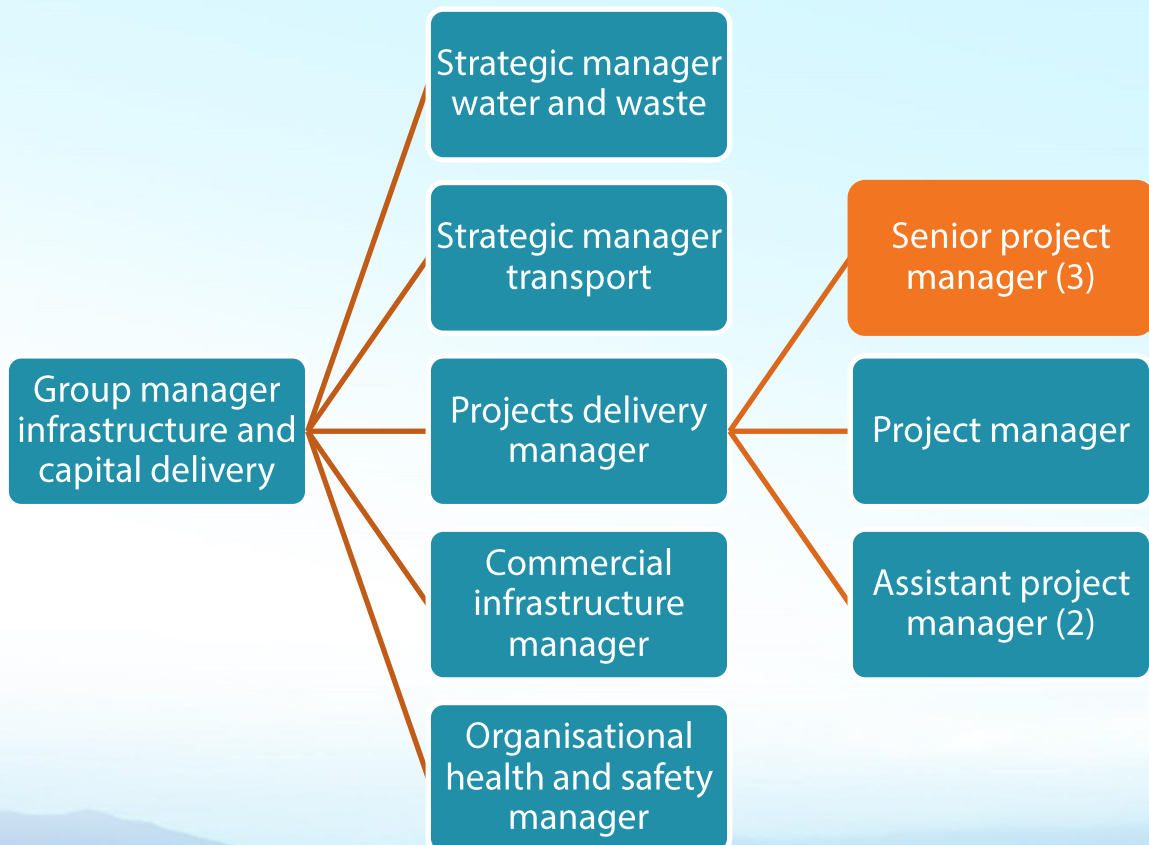 Strategic manager
water and waste
Strategic manager
transport
Senior project
manager (3)
Group manager
infrastructure and
capital delivery
Projects delivery
manager
Project manager
Commercial
infrastructure
manager
Assistant project
manager (2)
Organisational
health and safety
manager